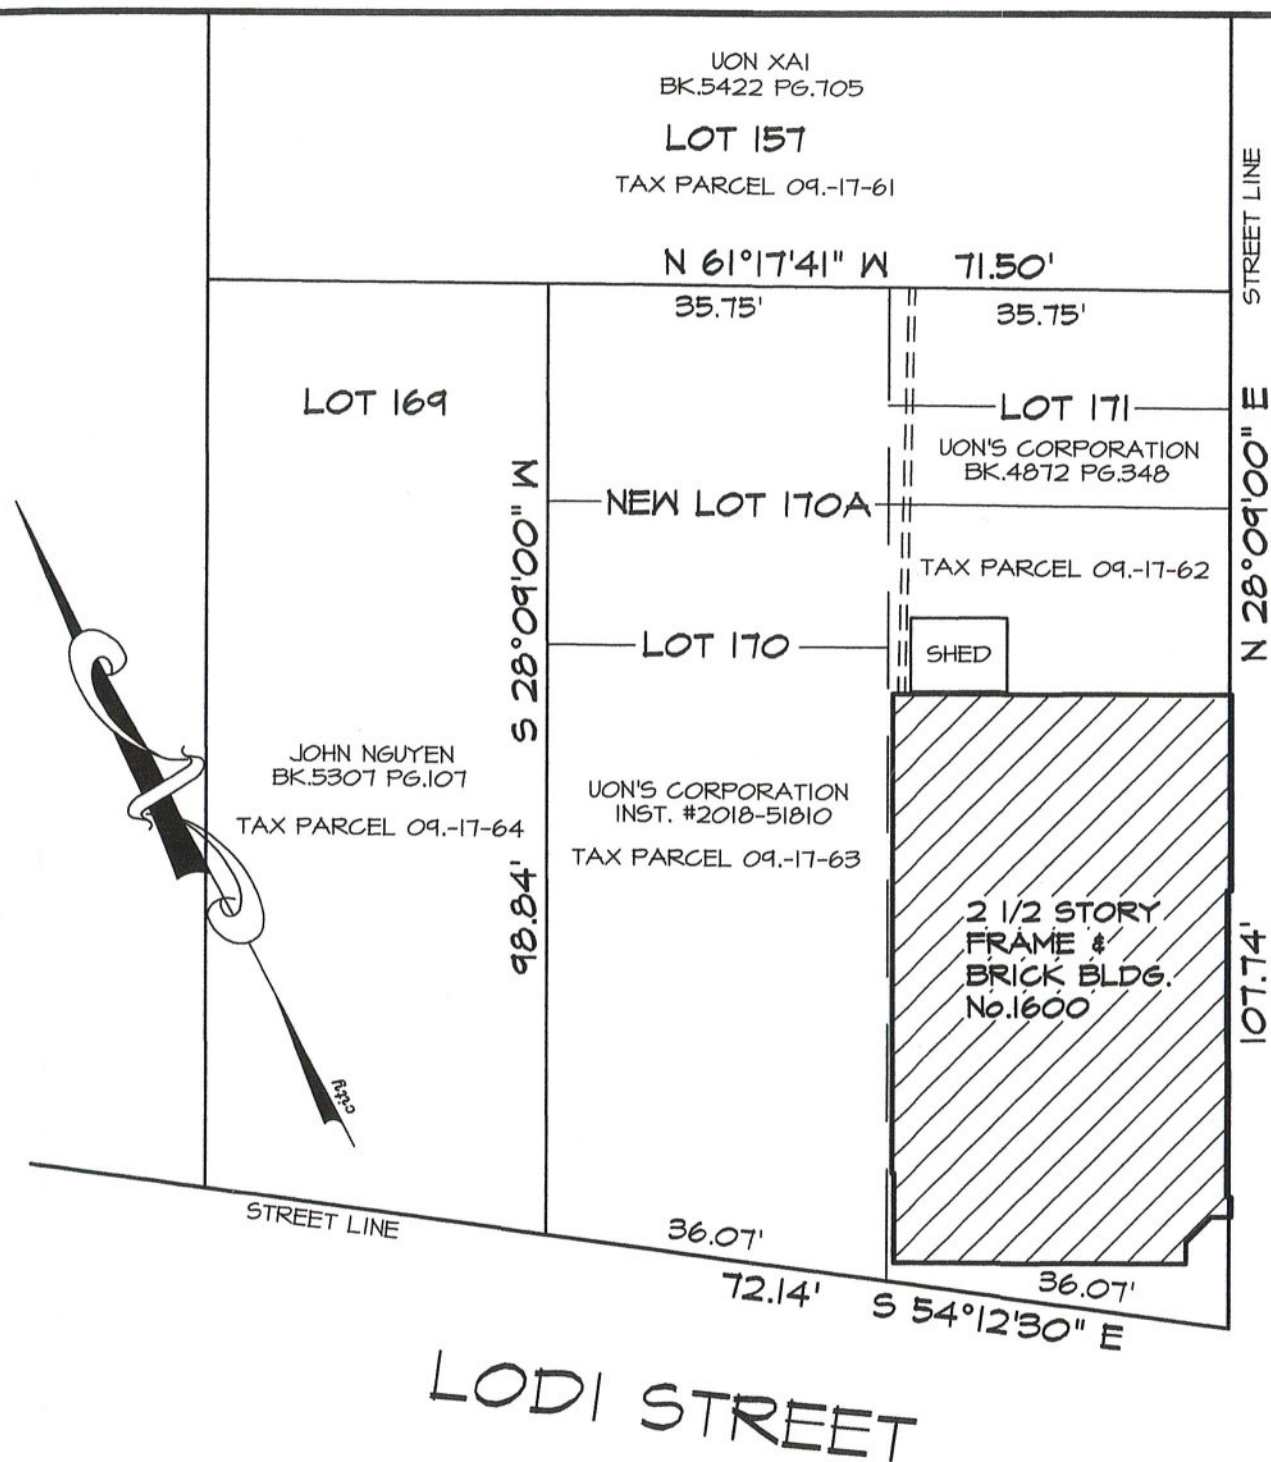 UON XAI
BK.5422 PG.705
LOT 157
TAX PARCEL 09.-17-61
STREET LINE
N 61°17'41" W 71.50'
35.75'
35.75'
LOT 169
LOT 171
UON'S CORPORATION
BK.4872 PG.348
NEW LOT 170A
TAX PARCEL 09.-17-62
N 28°09'00" E
107.74'
S 28°09'00" W
98.84'
LOT 170
SHED
JOHN NGUYEN
BK.5307 PG.107
TAX PARCEL 09.-17-64
UON'S CORPORATION
INST. #2018-51810
TAX PARCEL 09.-17-63
2 1/2 STORY
FRAME &
BRICK BLDG.
No.1600
city
STREET LINE
36.07'
36.07'
72.14' S 54°12'30" E
LODI STREET